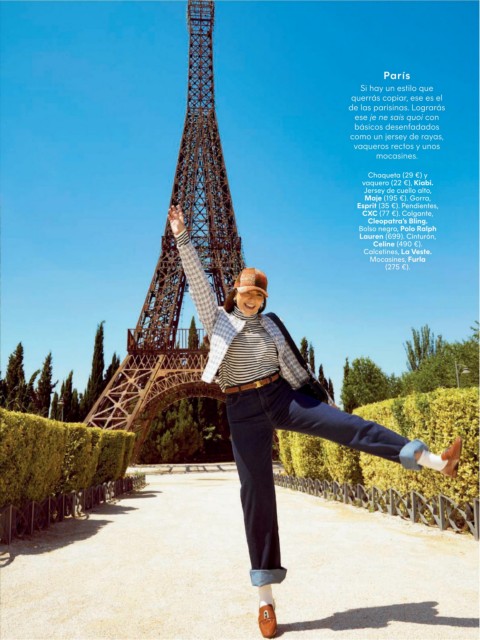 París
Si hay un estilo que
querrás copiar, ese es el
de las parisinas. Lograrás
ese je ne sais quoi con
básicos desenfadados
como un jersey de rayas,
vaqueros rectos y unos
mocasines.
Chaqueta (29 €) y
vaquero (22 €), Kiabi.
Jersey de cuello alto,
Maje (195 €). Gorra,
Esprit (35 €). Pendientes,
CXC (77 €). Colgante,
Cleopatra's Bling.
Bolso negro, Polo Ralph
Lauren (699). Cinturón,
Celine (490 €).
Calcetines, La Veste.
Mocasines, Furla
(275 €).